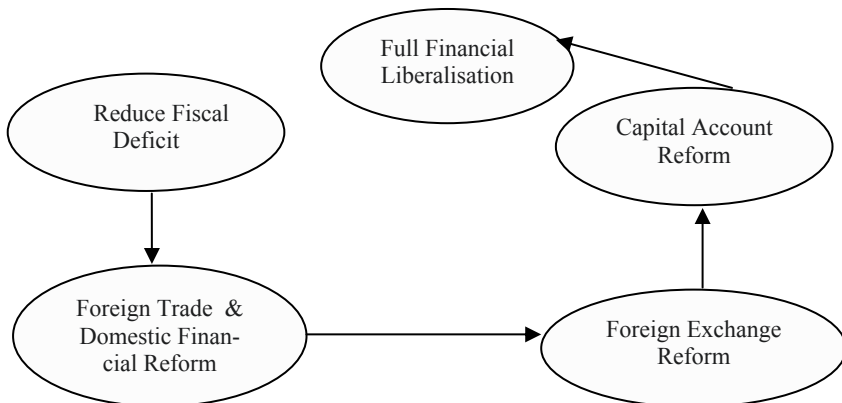 Reduce Fiscal
Deficit
Foreign Trade &
Domestic Finan-
cial Reform
Foreign Exchange
Reform
Capital Account
Reform
Full Financial
Liberalisation